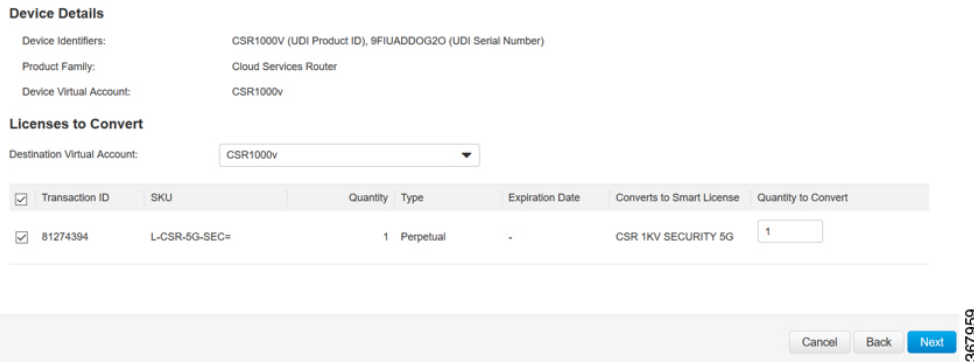 Device Details
Device Identifiers: CSR1000V (UDI Product ID), 9FIUADDOG2O (UDI Serial Number)
Product Family: Cloud Services Router
Device Virtual Account: CSR1000v
Licenses to Convert
Destination Virtual Account: CSR1000v
Transaction ID SKU Quantity Type Expiration Date Converts to Smart License Quantity to Convert
81274394 L-CSR-5G-SEC= 1 Perpetual - CSR 1KV SECURITY 5G 1
Cancel Back Next
367959